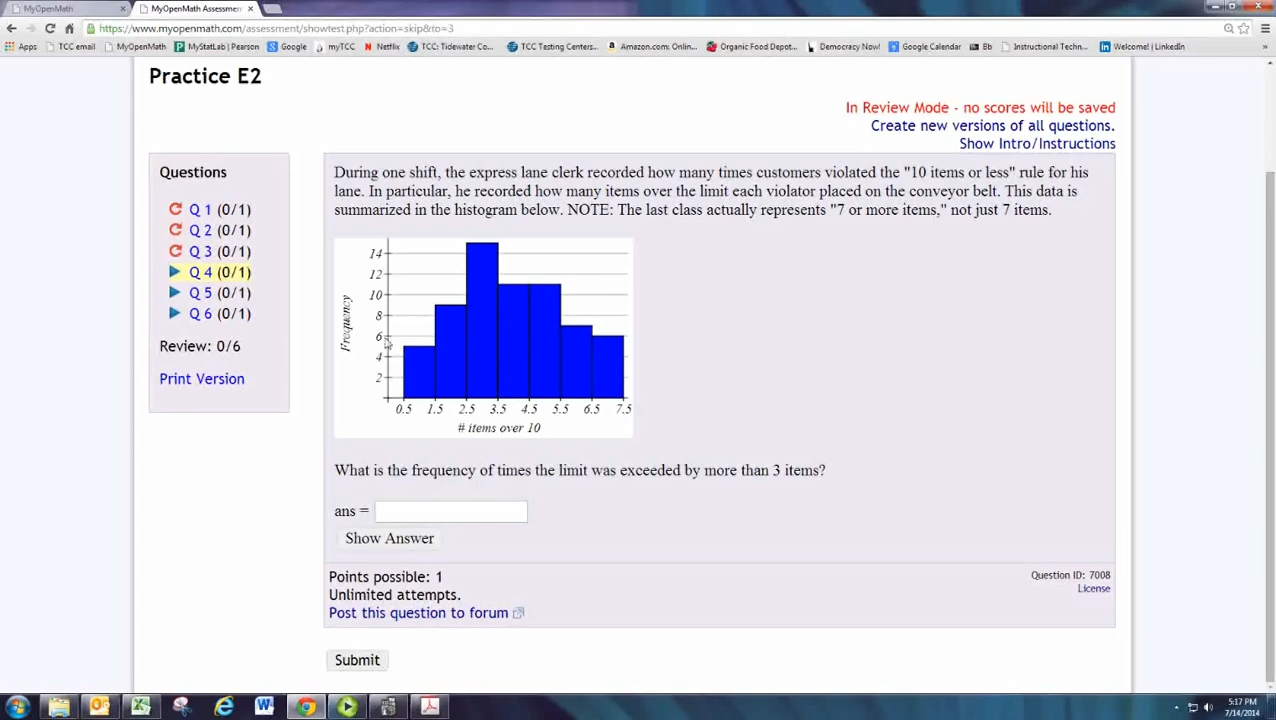 MyOpenMath
MyOpenMath Assessmen
https://www.myopenmath.com/assessment/showtest.php?action=skip&to=3
Apps TCC email MyOpenMath MyStatLab | Pearson Google myTCC Netflix TCC: Tidewater Co... TCC Testing Centers... Amazon.com: Onlin... Organic Food Depot... Democracy Now! Google Calendar Bb Instructional Techn... Welcome! | LinkedIn
Practice E2
In Review Mode - no scores will be saved
Create new versions of all questions.
Show Intro/Instructions
Questions
Q 1 (0/1)
Q 2 (0/1)
Q 3 (0/1)
Q 4 (0/1)
Q 5 (0/1)
Q 6 (0/1)
Review: 0/6
Print Version
During one shift, the express lane clerk recorded how many times customers violated the "10 items or less" rule for his
lane. In particular, he recorded how many items over the limit each violator placed on the conveyor belt. This data is
summarized in the histogram below. NOTE: The last class actually represents "7 or more items," not just 7 items.
Frequency
14
12
10
8
6
4
2
0.5 1.5 2.5 3.5 4.5 5.5 6.5 7.5
# items over 10
What is the frequency of times the limit was exceeded by more than 3 items?
ans =
Show Answer
Points possible: 1
Unlimited attempts.
Post this question to forum
Question ID: 7008
License
Submit
5:17 PM
7/14/2014